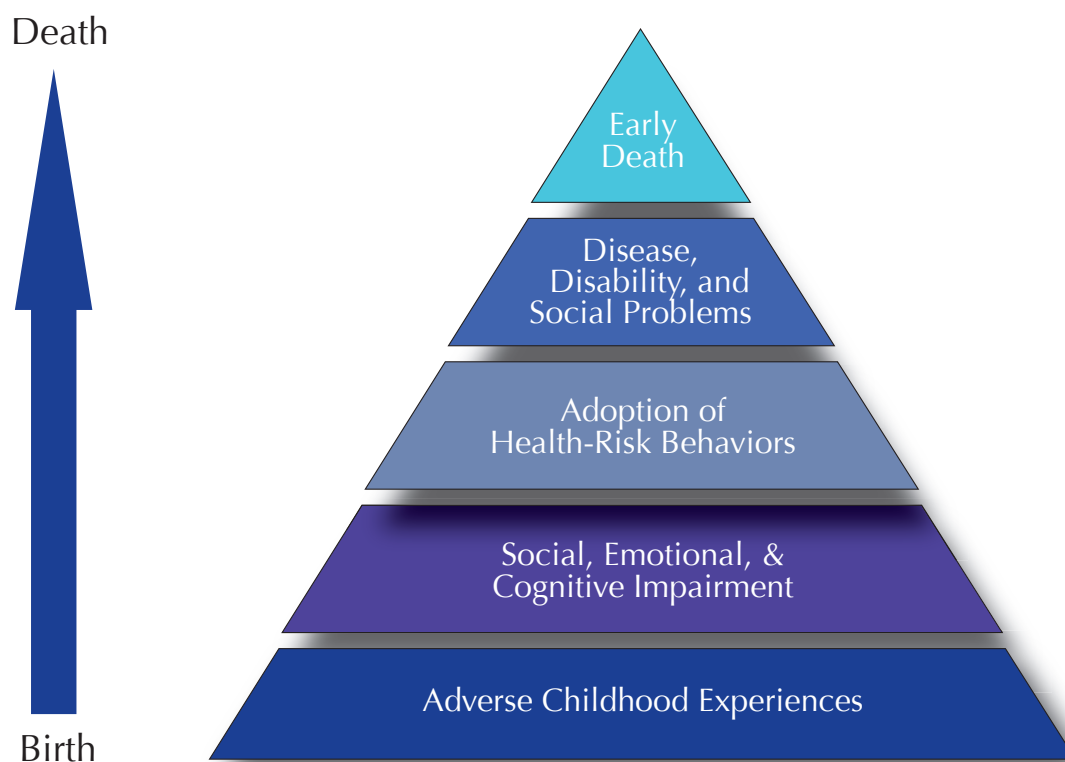 Death
Early
Death
Disease,
Disability, and
Social Problems
Adoption of
Health-Risk Behaviors
Social, Emotional, &
Cognitive Impairment
Adverse Childhood Experiences
Birth